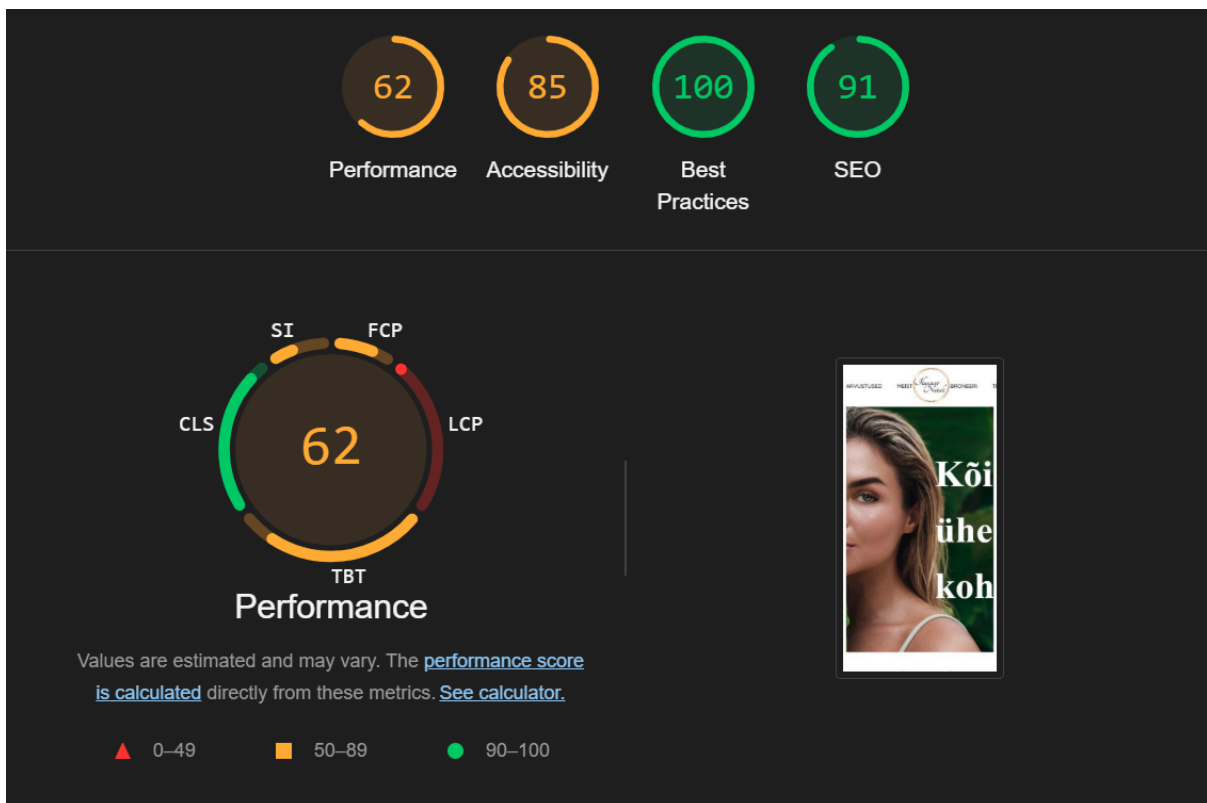 62
85
100
91
Performance
Accessibility
Best
Practices
SEO
SI
FCP
CLS
62
LCP
TBT
Performance
Values are estimated and may vary. The performance score
is calculated directly from these metrics. See calculator.
0–49
50–89
90–100
ARVUSTUSED MEIST BRONEERI
Kõi
ühe
koh